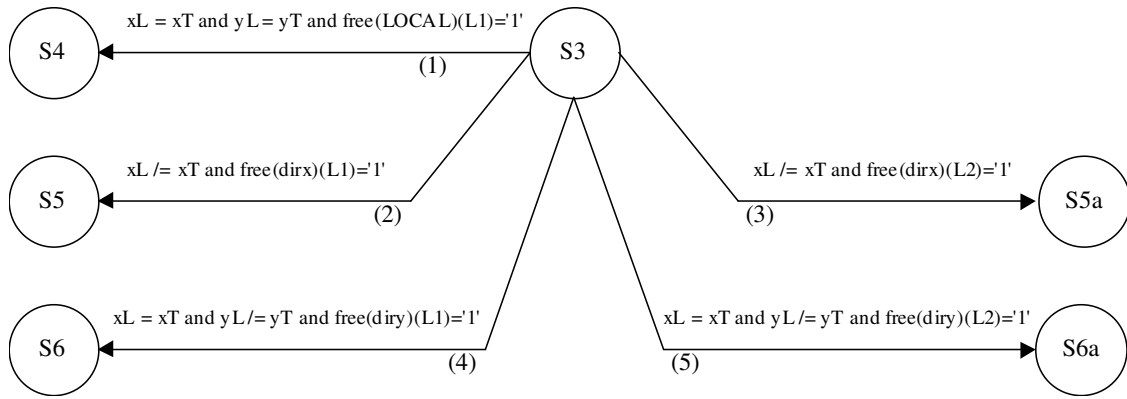 xL = xT and yL = yT and free(LOCAL)(L1)='1'
S4
S3
(1)
xL /= xT and free(dirx)(L1)='1'
xL /= xT and free(dirx)(L2)='1'
S5
S5a
(2)
(3)
xL = xT and yL /= yT and free(diry)(L1)='1'
xL = xT and yL /= yT and free(diry)(L2)='1'
S6
S6a
(4)
(5)